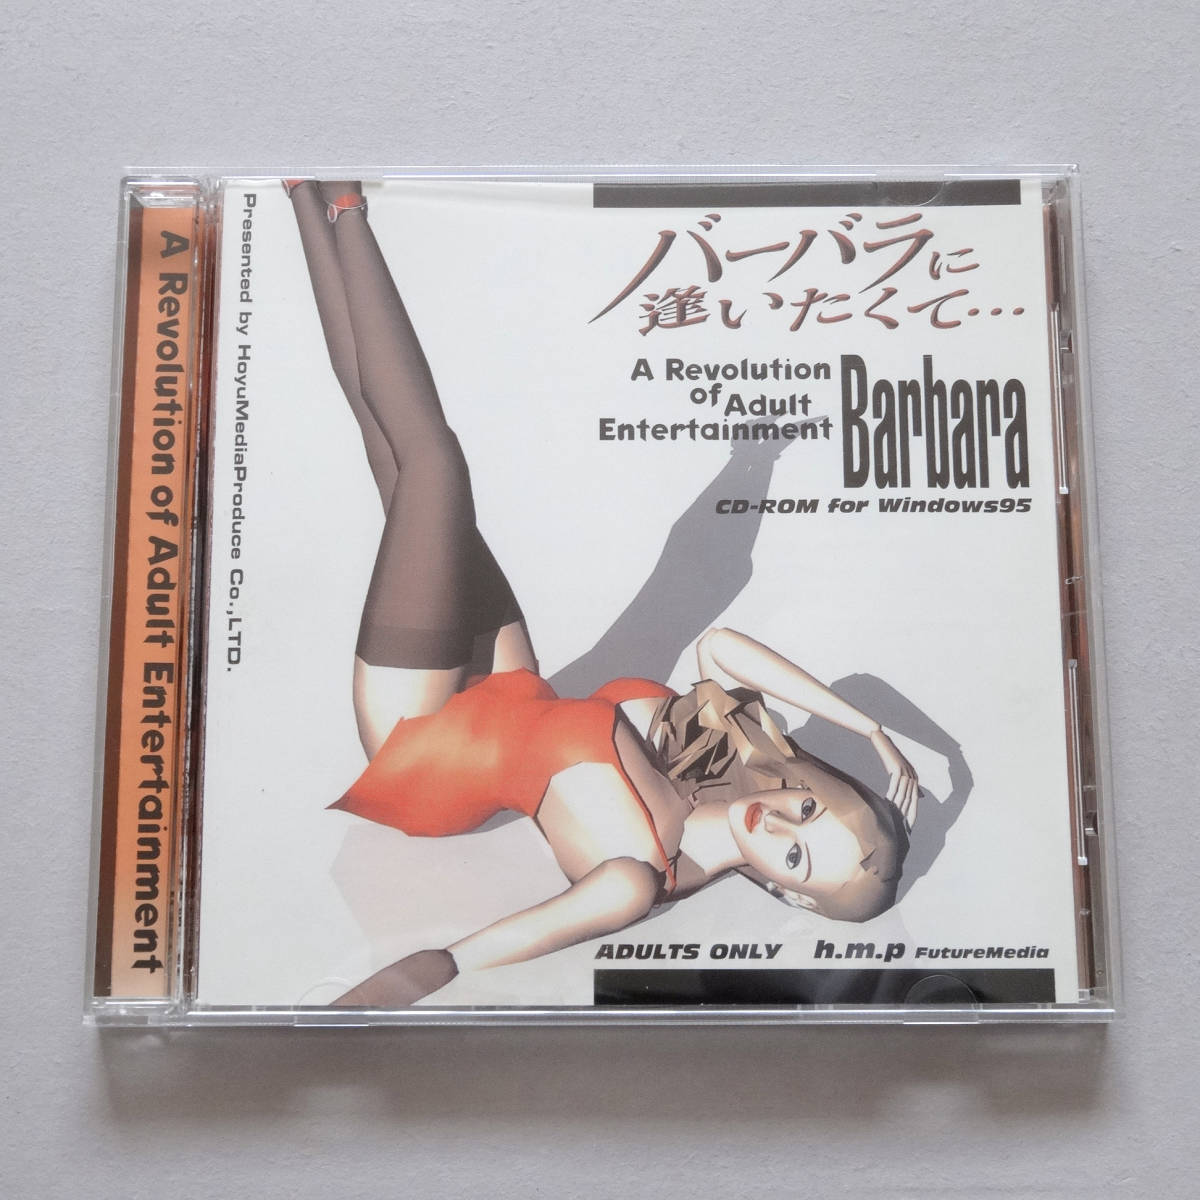 A Revolution of Adult Entertainment
Presented by HoyuMediaProduce Co.,LTD.
バーバラに
逢いたくて…
A Revolution
of Adult
Entertainment
Barbara
CD-ROM for Windows95
ADULTS ONLY h.m.p FutureMedia